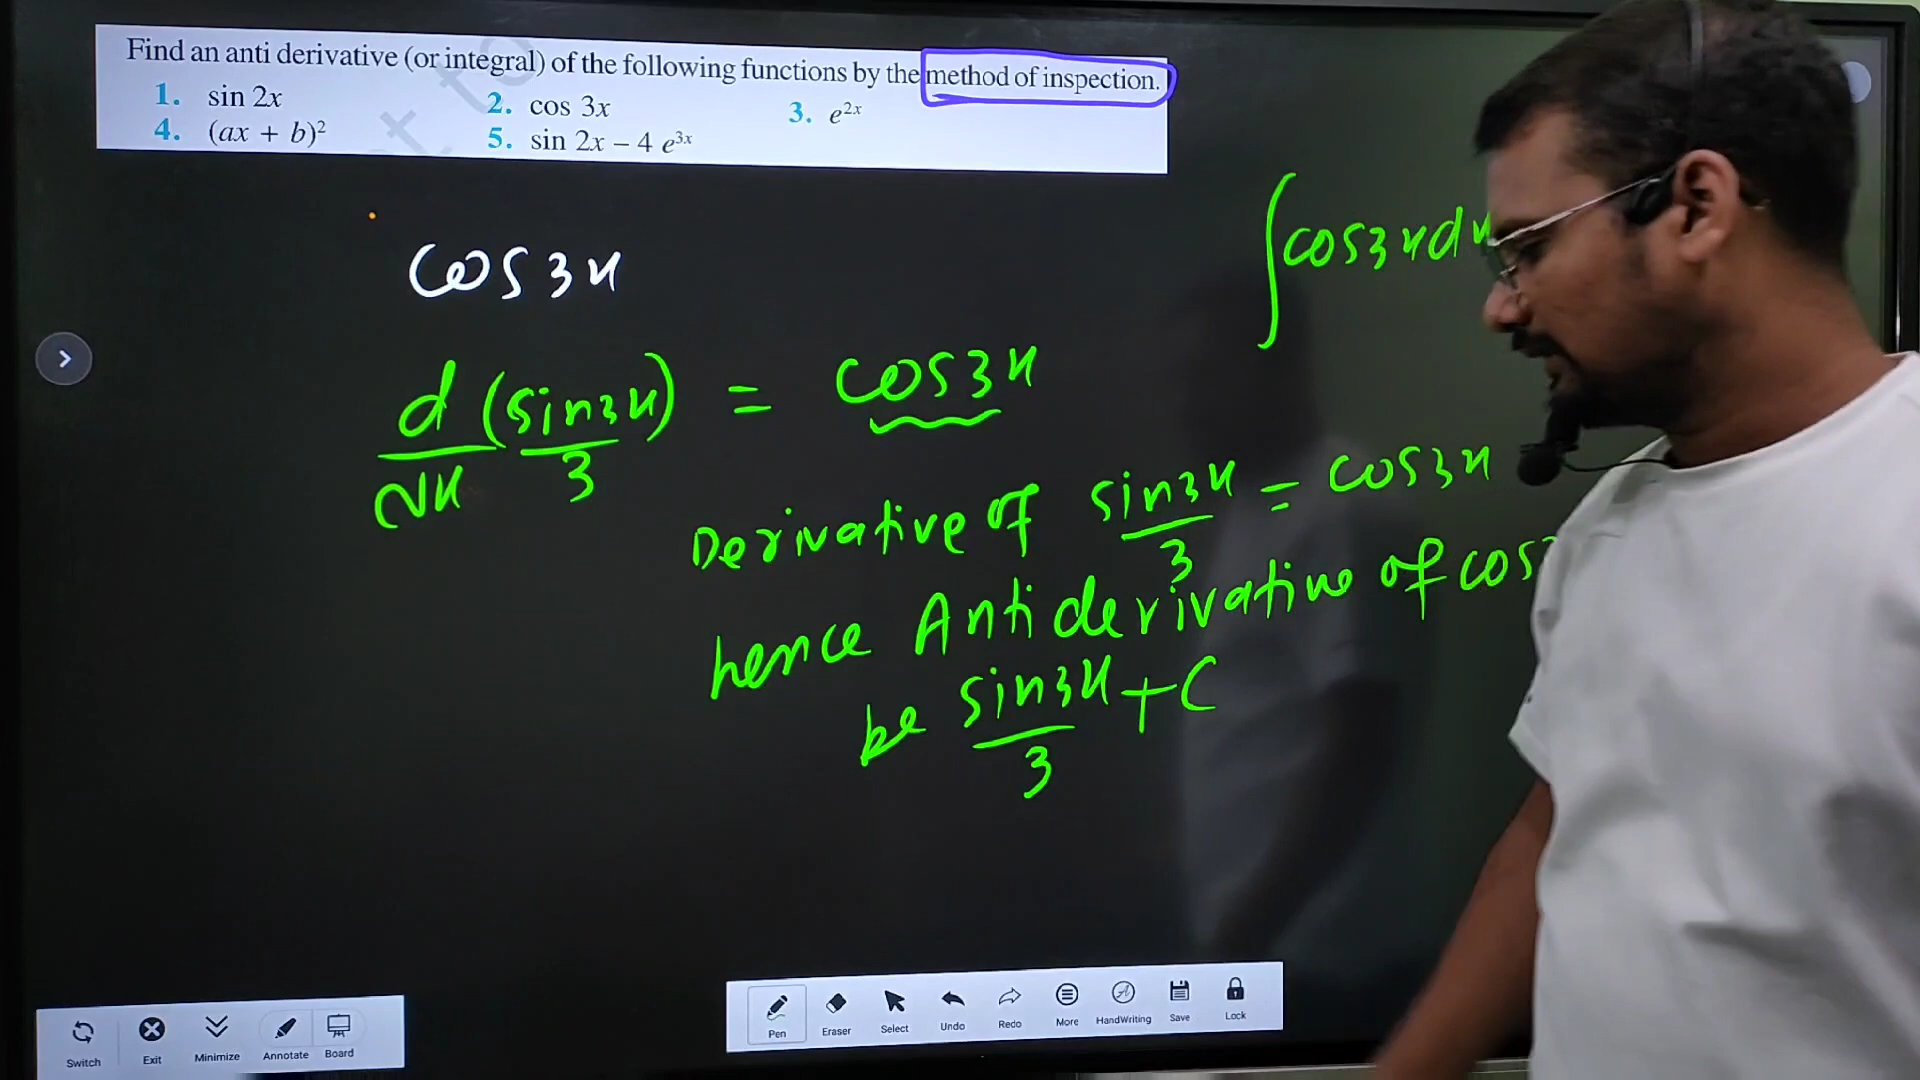 Find an anti derivative (or integral) of the following functions by the method of inspection.
1. sin 2x 2. cos 3x 3. e^{2x}
4. (ax + b)² 5. sin 2x – 4 e^{3x}
cos3x
∫cos3xdx
d/dx (sin3x/3) = cos3x
Derivative of sin3x/3 = cos3x
hence Antiderivative of cos
be sin3x/3 + C
Switch Exit Minimize Annotate Board
Pen Eraser Select Undo Redo More HandWriting Save Lock